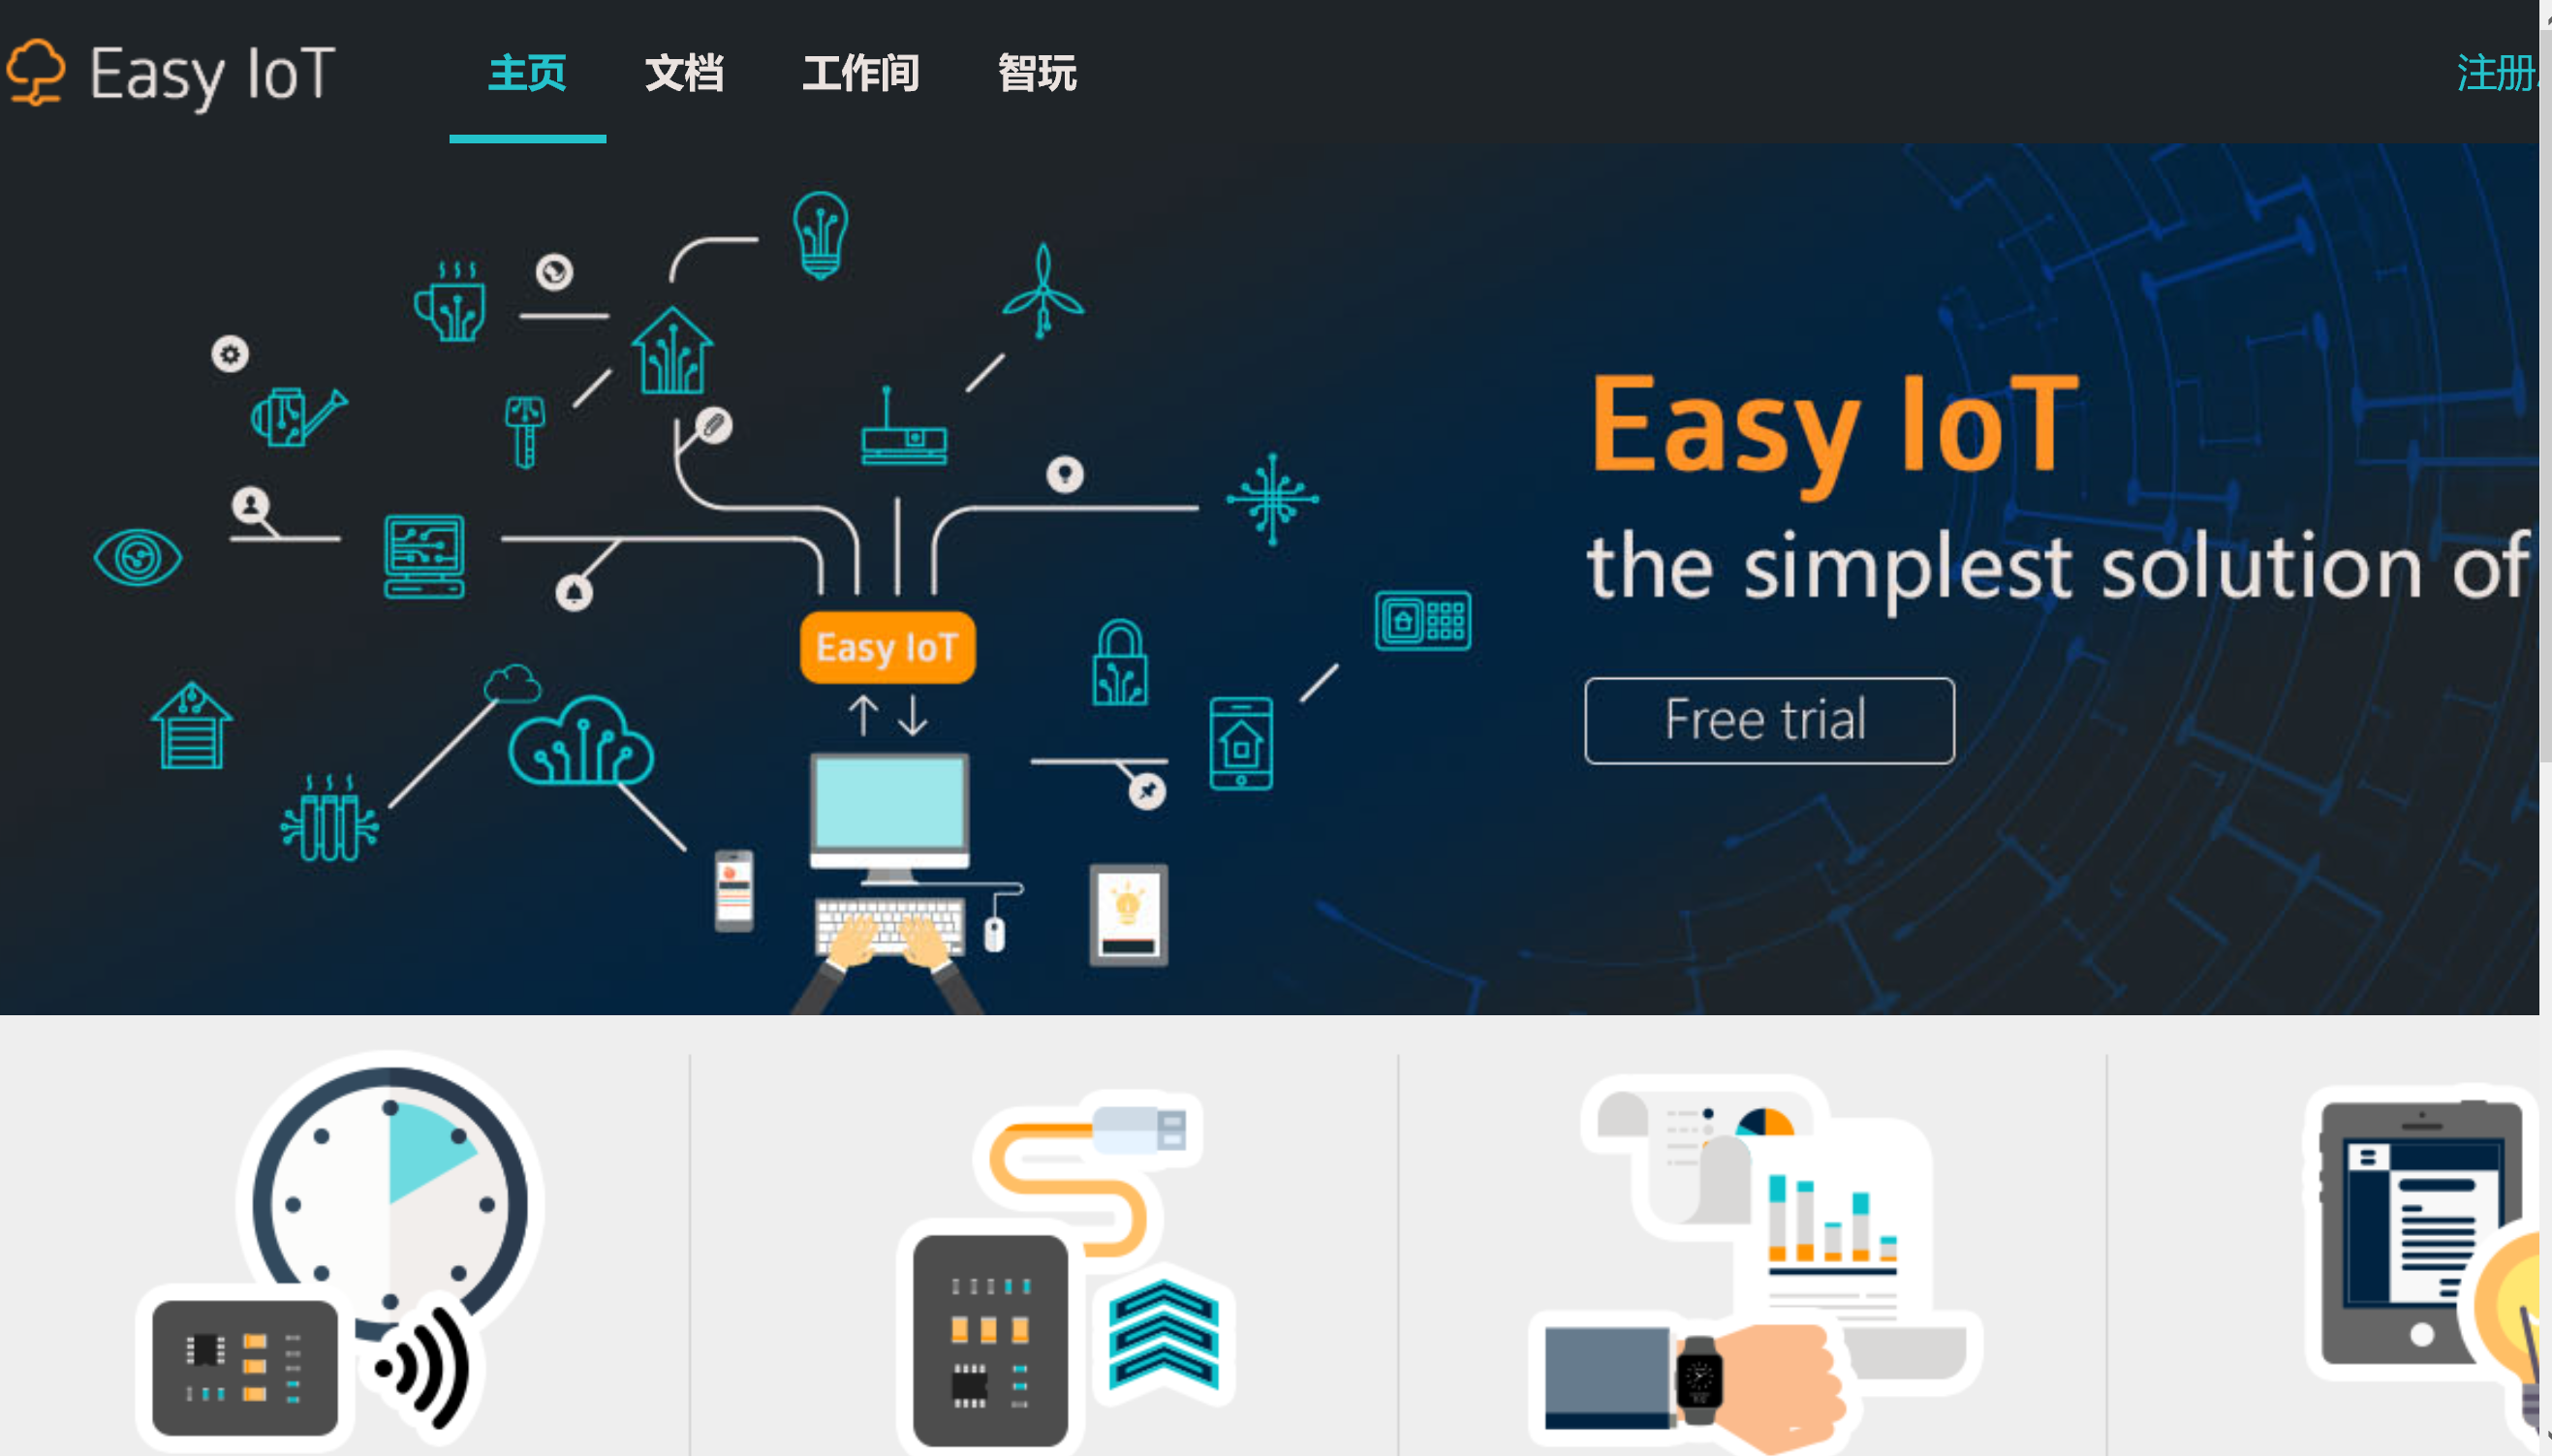 Easy IoT 主页 文档 工作间 智玩 注册
Easy IoT
the simplest solution of
Free trial
Easy IoT